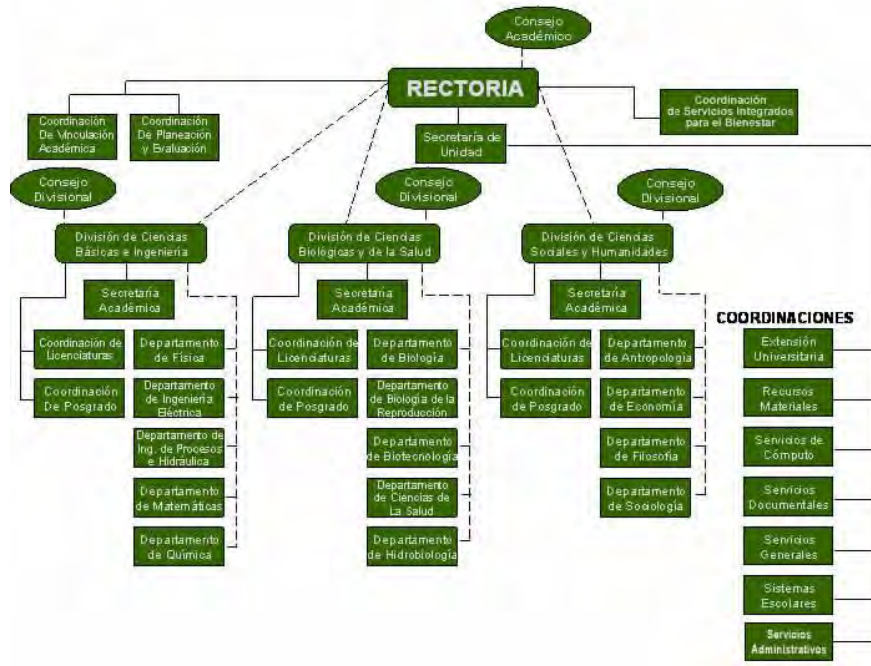 Consejo
Académico
RECTORIA
Coordinación
De Vinculación
Académica
Coordinación
De Planeación
y Evaluación
Secretaría de
Unidad
Coordinación
de Servicios Integrados
para el Bienestar
Consejo
Divisional
Consejo
Divisional
Consejo
Divisional
División de Ciencias
Básicas e Ingeniería
División de Ciencias
Biológicas y de la Salud
División de Ciencias
Sociales y Humanidades
Secretaría
Académica
Secretaría
Académica
Secretaría
Académica
Coordinación de
Licenciaturas
Coordinación
De Posgrado
Departamento
de Física
Departamento
de Ingeniería
Eléctrica
Departamento de
Ing. de Procesos
e Hidráulica
Departamento
de Matemáticas
Departamento
de Química
Coordinación de
Licenciaturas
Coordinación
de Posgrado
Departamento
de Biología
Departamento
de Biología de la
Reproducción
Departamento
de Biotecnología
Departamento
de Ciencias de
La Salud
Departamento
de Hidrobiología
Coordinación
de Licenciaturas
Coordinación
de Posgrado
Departamento
de Antropología
Departamento
de Economía
Departamento
de Filosofía
Departamento
de Sociología
COORDINACIONES
Extensión
Universitaria
Recursos
Materiales
Servicios de
Cómputo
Servicios
Documentales
Servicios
Generales
Sistemas
Escolares
Servicios
Administrativos